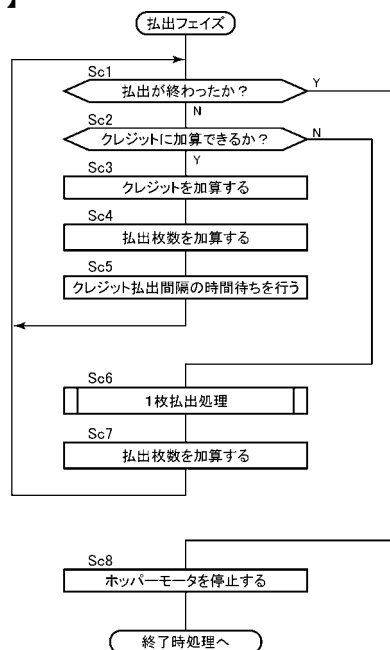 払出フェイズ
Sc1
払出が終わったか？
Y
N
Sc2
クレジットに加算できるか？
N
Y
Sc3
クレジットを加算する
Sc4
払出枚数を加算する
Sc5
クレジット払出間隔の時間待ちを行う
Sc6
1枚払出処理
Sc7
払出枚数を加算する
Sc8
ホッパーモータを停止する
終了時処理へ